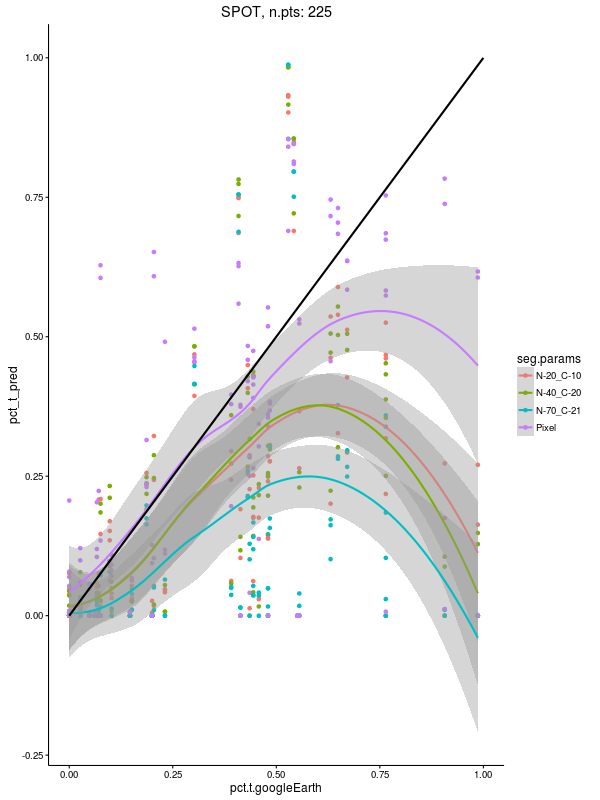 SPOT, n.pts: 225
1.00
0.75
0.50
0.25
0.00
-0.25
pct_t_pred
0.00
0.25
0.50
0.75
1.00
pct.t.googleEarth
seg.params
N-20_C-10
N-40_C-20
N-70_C-21
Pixel